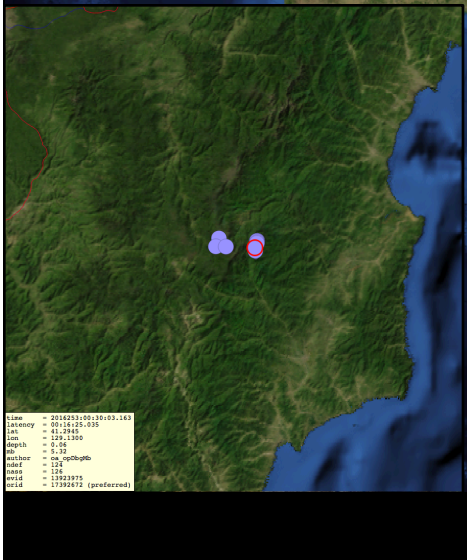 time = 2016253:00:30:03.163
latency = 00:16:25.035
lat = 41.2945
lon = 129.1300
depth = 0.06
mb = 5.32
author = oa_opDbgMb
ndef = 124
nass = 126
evid = 13923975
orid = 17392672 (preferred)